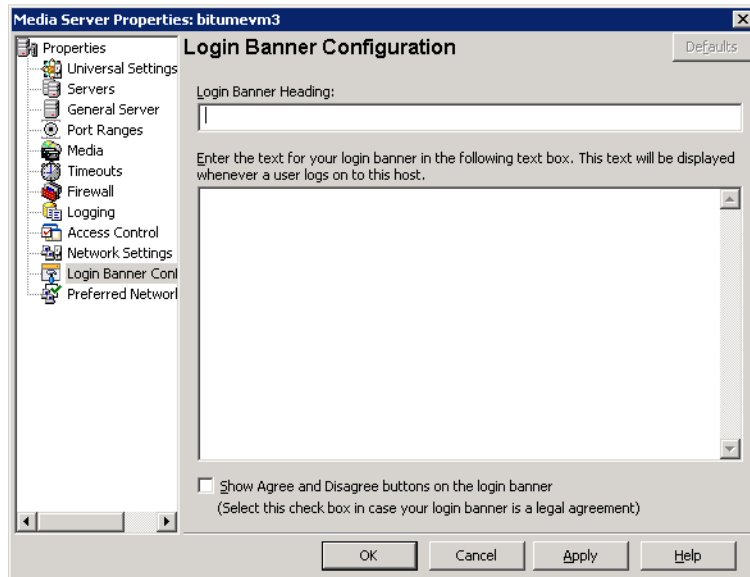 Media Server Properties: bitumevm3
Properties
Universal Settings
Servers
General Server
Port Ranges
Media
Timeouts
Firewall
Logging
Access Control
Network Settings
Login Banner Conf
Preferred Networl
Login Banner Configuration
Defaults
Login Banner Heading:
Enter the text for your login banner in the following text box. This text will be displayed
whenever a user logs on to this host.
Show Agree and Disagree buttons on the login banner
(Select this check box in case your login banner is a legal agreement)
OK
Cancel
Apply
Help